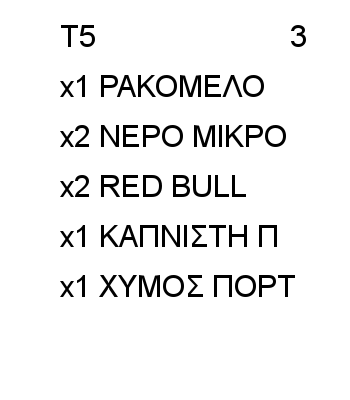 T5 3
x1 ΡΑΚΟΜΕΛΟ
x2 ΝΕΡΟ ΜΙΚΡΟ
x2 RED BULL
x1 ΚΑΠΝΙΣΤΗ Π
x1 ΧΥΜΟΣ ΠΟΡΤ